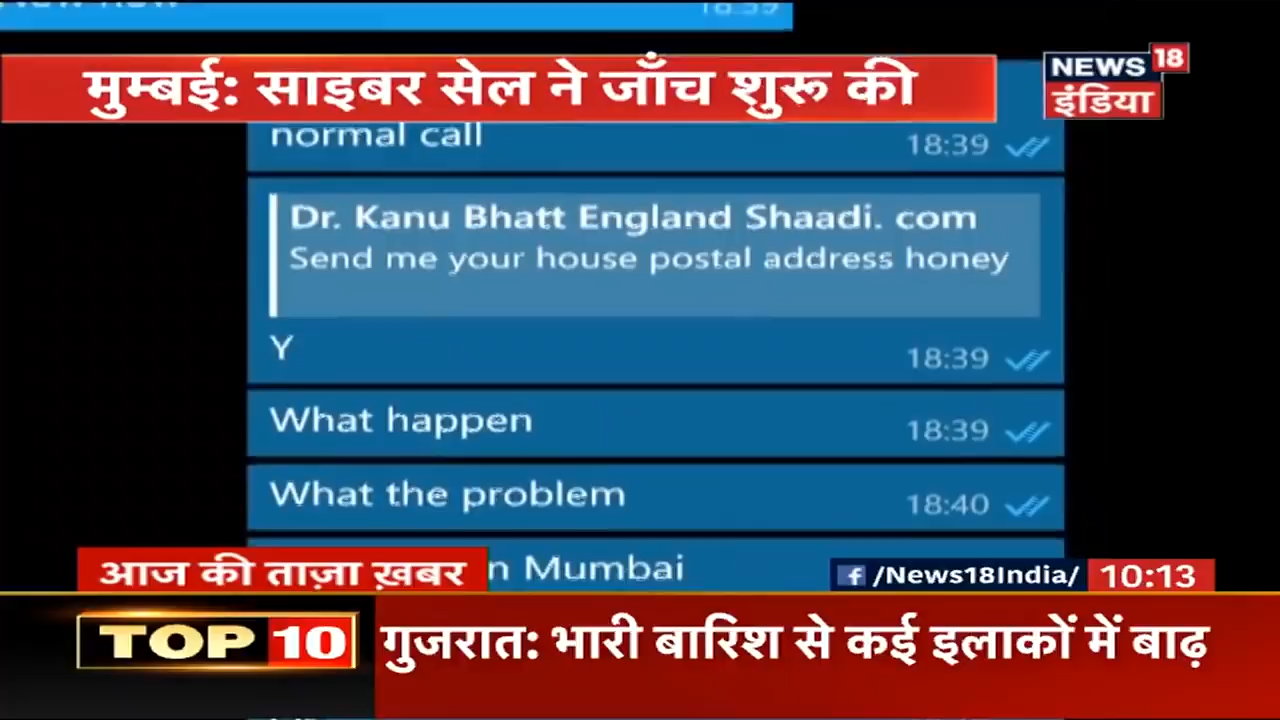 18:39
मुम्बई: साइबर सेल ने जाँच शुरू की
NEWS 18
इंडिया
normal call
18:39
Dr. Kanu Bhatt England Shaadi. com
Send me your house postal address honey
Y
18:39
What happen
18:39
What the problem
18:40
n Mumbai
आज की ताज़ा ख़बर
f /News18India/
10:13
TOP 10
गुजरात: भारी बारिश से कई इलाकों में बाढ़